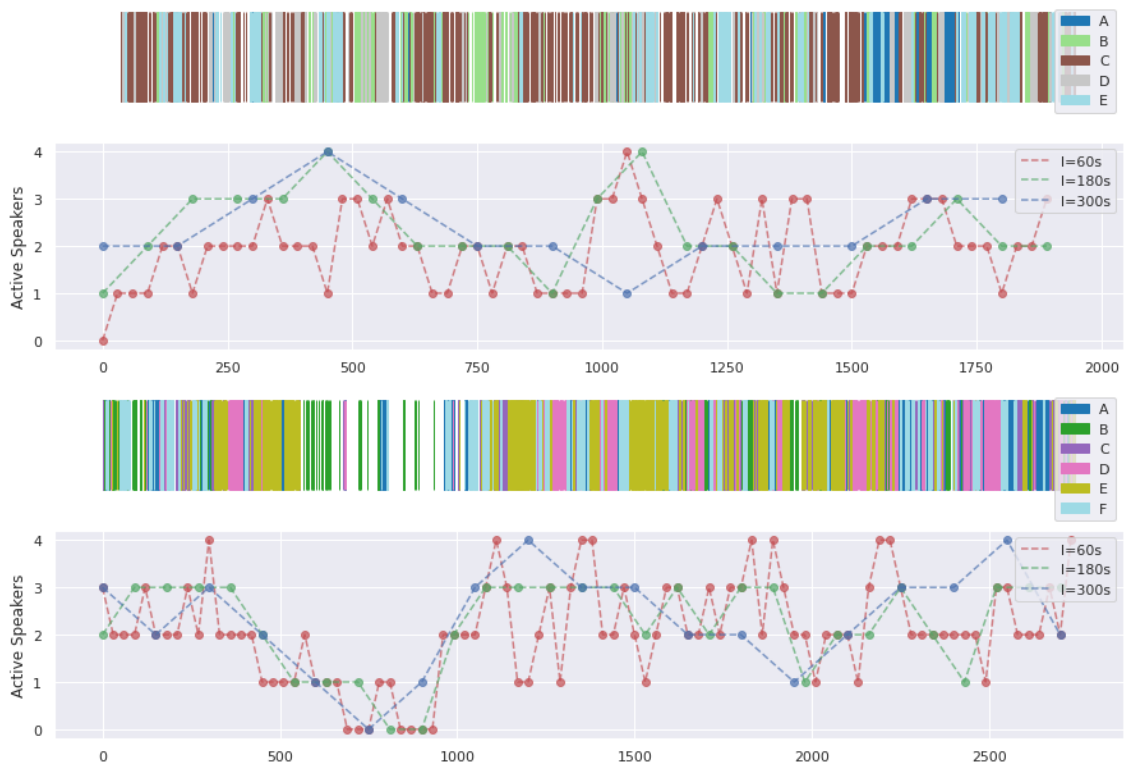 A
B
C
D
E
4
3
2
1
0
Active Speakers
l=60s
l=180s
l=300s
0 250 500 750 1000 1250 1500 1750 2000
A
B
C
D
E
F
4
3
2
1
0
Active Speakers
l=60s
l=180s
l=300s
0 500 1000 1500 2000 2500